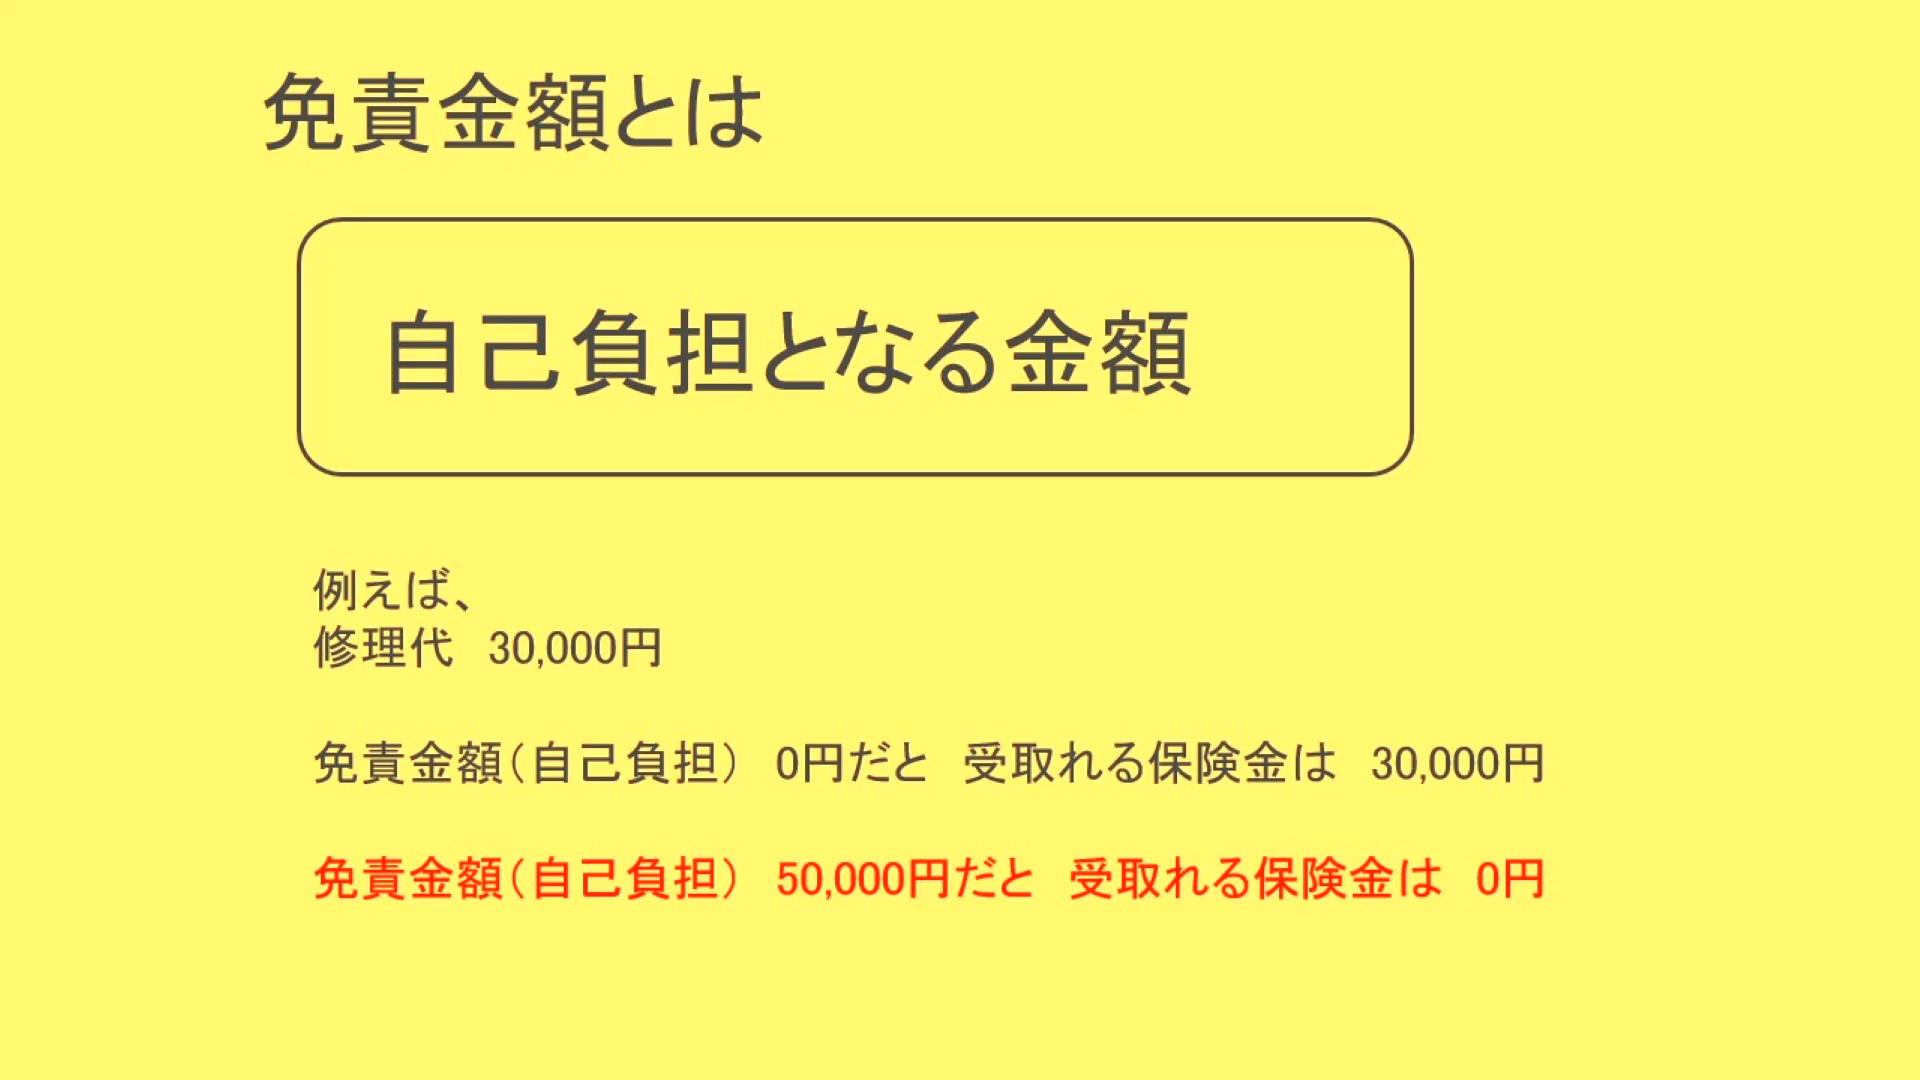 免責金額とは
自己負担となる金額
例えば、
修理代　30,000円
免責金額（自己負担）　0円だと　受取れる保険金は　30,000円
免責金額（自己負担）　50,000円だと　受取れる保険金は　0円